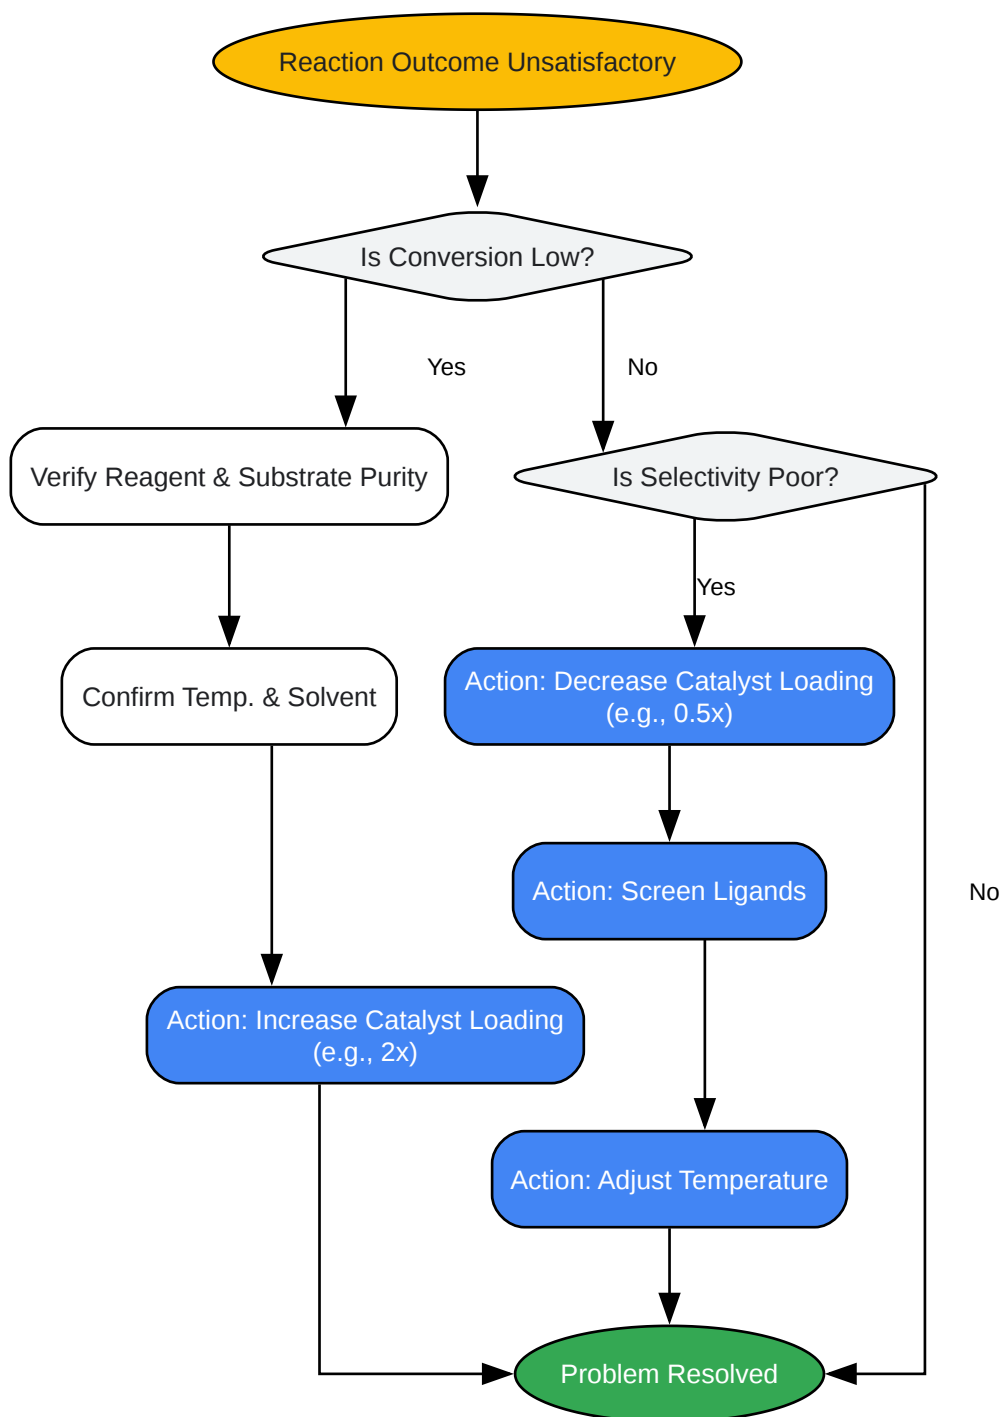 Reaction Outcome Unsatisfactory
Is Conversion Low?
Yes
No
Verify Reagent & Substrate Purity
Is Selectivity Poor?
Yes
Confirm Temp. & Solvent
Action: Decrease Catalyst Loading
(e.g., 0.5x)
Action: Screen Ligands
No
Action: Increase Catalyst Loading
(e.g., 2x)
Action: Adjust Temperature
Problem Resolved